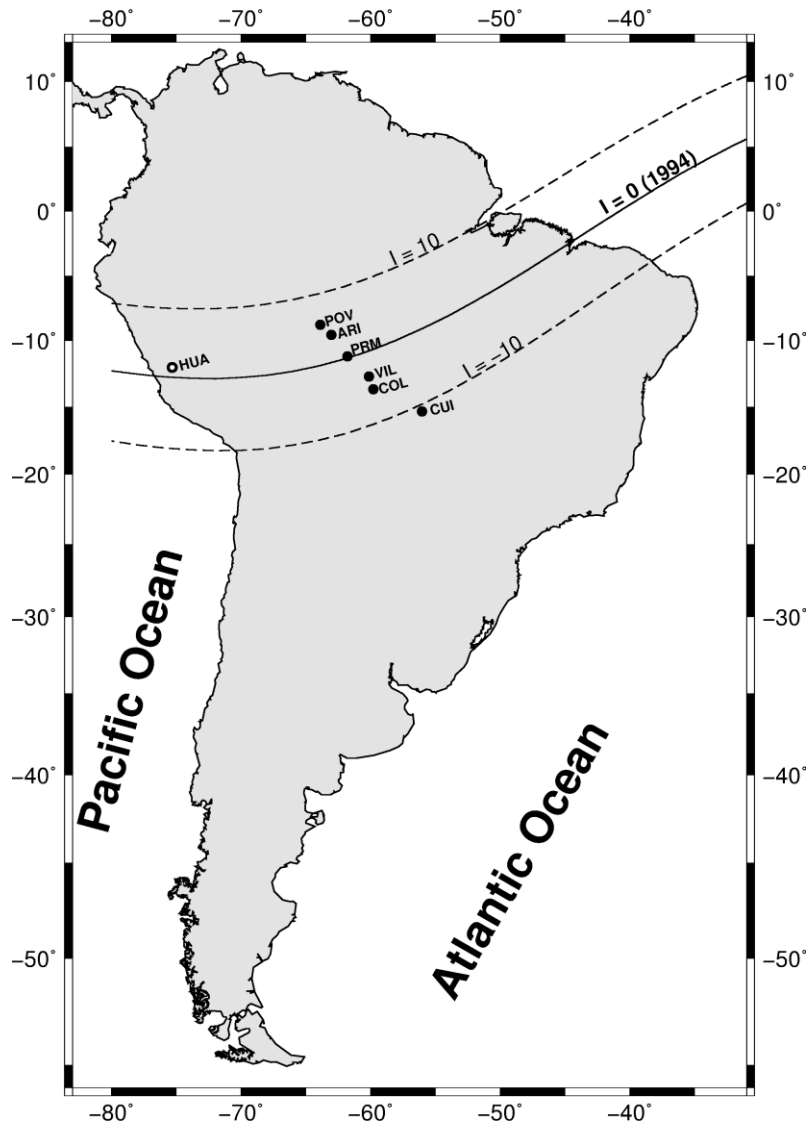 −80° −70° −60° −50° −40°
10° 10°
I = 0 (1994)
0° 0°
I = 10
POV
ARI
−10° −10°
PRM
I = −10
HUA
VIL
COL
CUI
−20° −20°
Pacific Ocean
−30° −30°
−40° −40°
Atlantic Ocean
−50° −50°
−80° −70° −60° −50° −40°